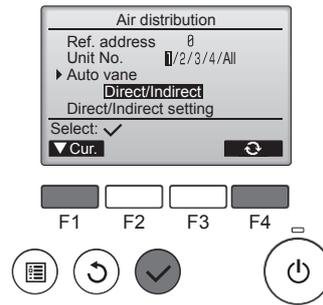 Air distribution
Ref. address 0
Unit No. 1/2/3/4/All
Auto vane
Direct/Indirect
Direct/Indirect setting
Select:
Cur.
F1 F2 F3 F4